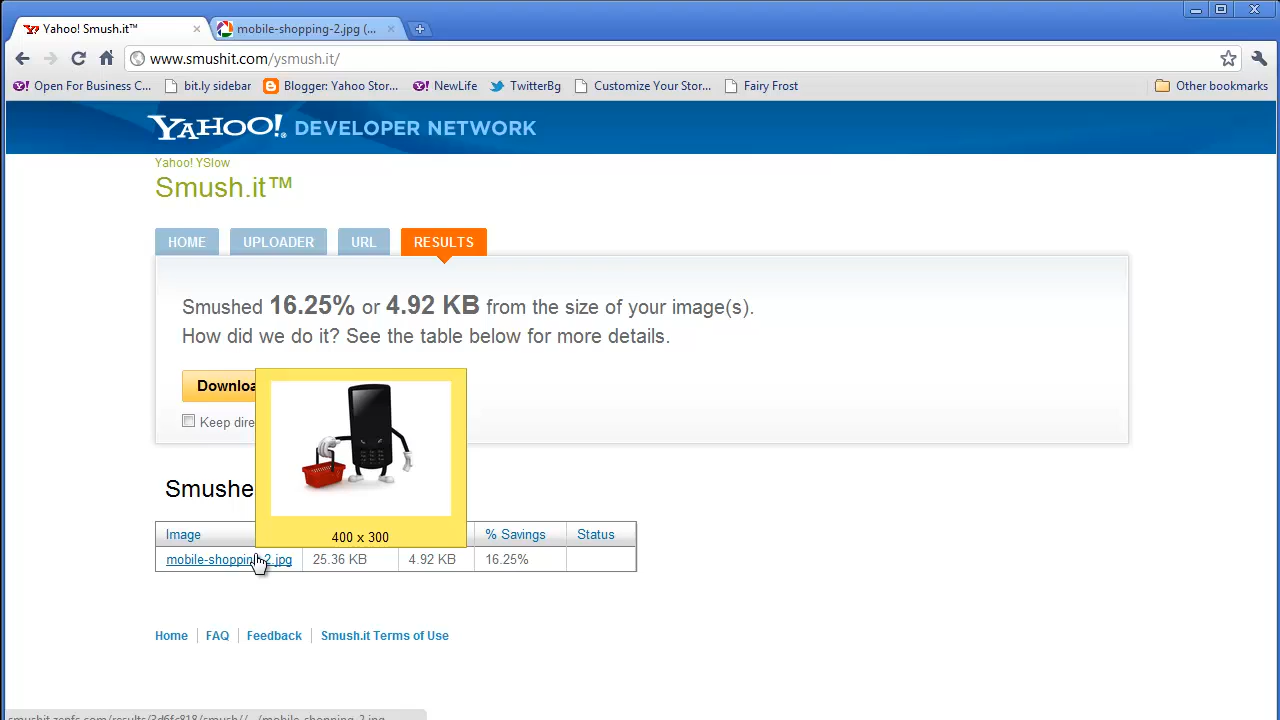 Yahoo! Smush.it™
mobile-shopping-2.jpg (...
www.smushit.com/ysmush.it/
Open For Business C...
bit.ly sidebar
Blogger: Yahoo Stor...
NewLife
TwitterBg
Customize Your Stor...
Fairy Frost
Other bookmarks
YAHOO! DEVELOPER NETWORK
Yahoo! YSlow
Smush.it™
HOME
UPLOADER
URL
RESULTS
Smushed 16.25% or 4.92 KB from the size of your image(s).
How did we do it? See the table below for more details.
Downloa
Keep dire
400 x 300
Smushe
Image
% Savings
Status
mobile-shopping-2.jpg
25.36 KB
4.92 KB
16.25%
Home
FAQ
Feedback
Smush.it Terms of Use